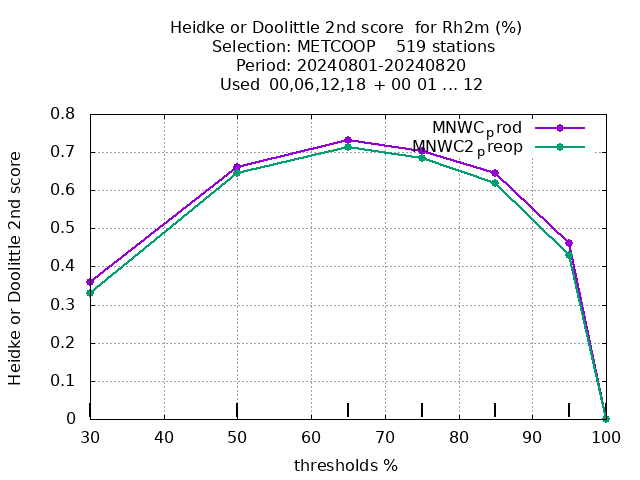 Heidke or Doolittle 2nd score  for Rh2m (%)
Selection: METCOOP    519 stations
Period: 20240801-20240820
Used  00,06,12,18  + 00 01 ... 12
MNWCprod
MNWC2preop
Heidke or Doolittle 2nd score
0.8
0.7
0.6
0.5
0.4
0.3
0.2
0.1
0
30 40 50 60 70 80 90 100
thresholds %